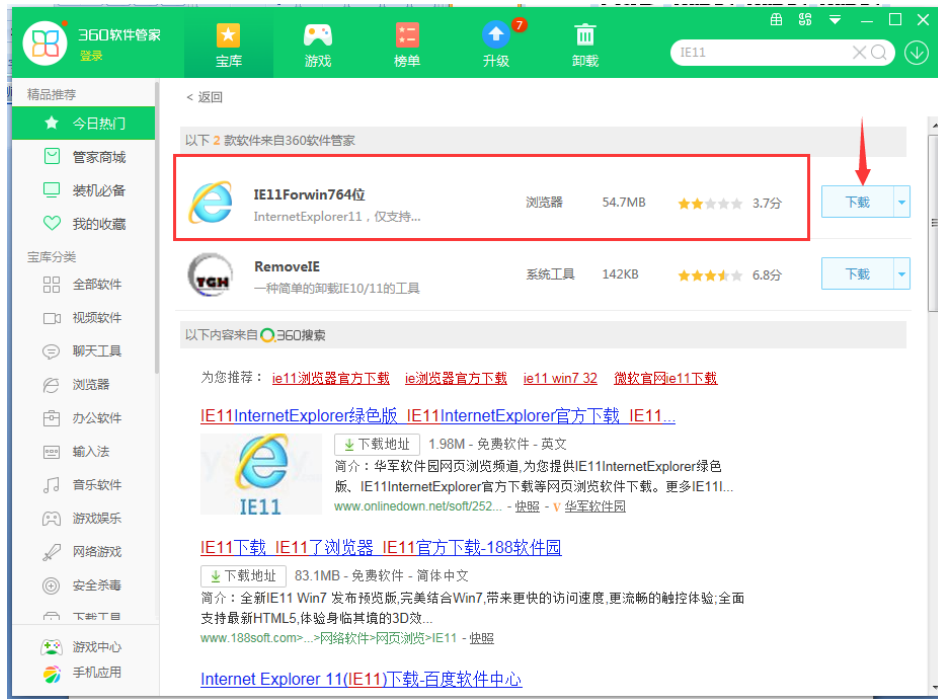 360软件管家
登录
宝库
游戏
榜单
7
升级
卸载
IE11
精品推荐
今日热门
管家商城
装机必备
我的收藏
宝库分类
全部软件
视频软件
聊天工具
浏览器
办公软件
输入法
音乐软件
游戏娱乐
网络游戏
安全杀毒
下载工具
游戏中心
手机应用
< 返回
以下 2 款软件来自360软件管家
IE11Forwin764位
InternetExplorer11，仅支持...
浏览器 54.7MB 3.7分 下载
TGH
RemoveIE
一种简单的卸载IE10/11的工具
系统工具 142KB 6.8分 下载
以下内容来自360搜索
为您推荐： ie11浏览器官方下载 ie浏览器官方下载 ie11 win7 32 微软官网ie11下载
IE11InternetExplorer绿色版_IE11InternetExplorer官方下载_IE11...
IE11
下载地址 1.98M - 免费软件 - 英文
简介：华军软件园网页浏览频道,为您提供IE11InternetExplorer绿色
版、IE11InternetExplorer官方下载等网页浏览软件下载。更多IE11I...
www.onlinedown.net/soft/252... - 快照 - V 华军软件园
IE11下载_IE11了浏览器_IE11官方下载-188软件园
下载地址 83.1MB - 免费软件 - 简体中文
简介：全新IE11 Win7 发布预览版,完美结合Win7,带来更快的访问速度,更流畅的触控体验;全面
支持最新HTML5,体验身临其境的3D效...
www.188soft.com>...>网络软件>网页浏览>IE11 - 快照
Internet Explorer 11(IE11)下载-百度软件中心